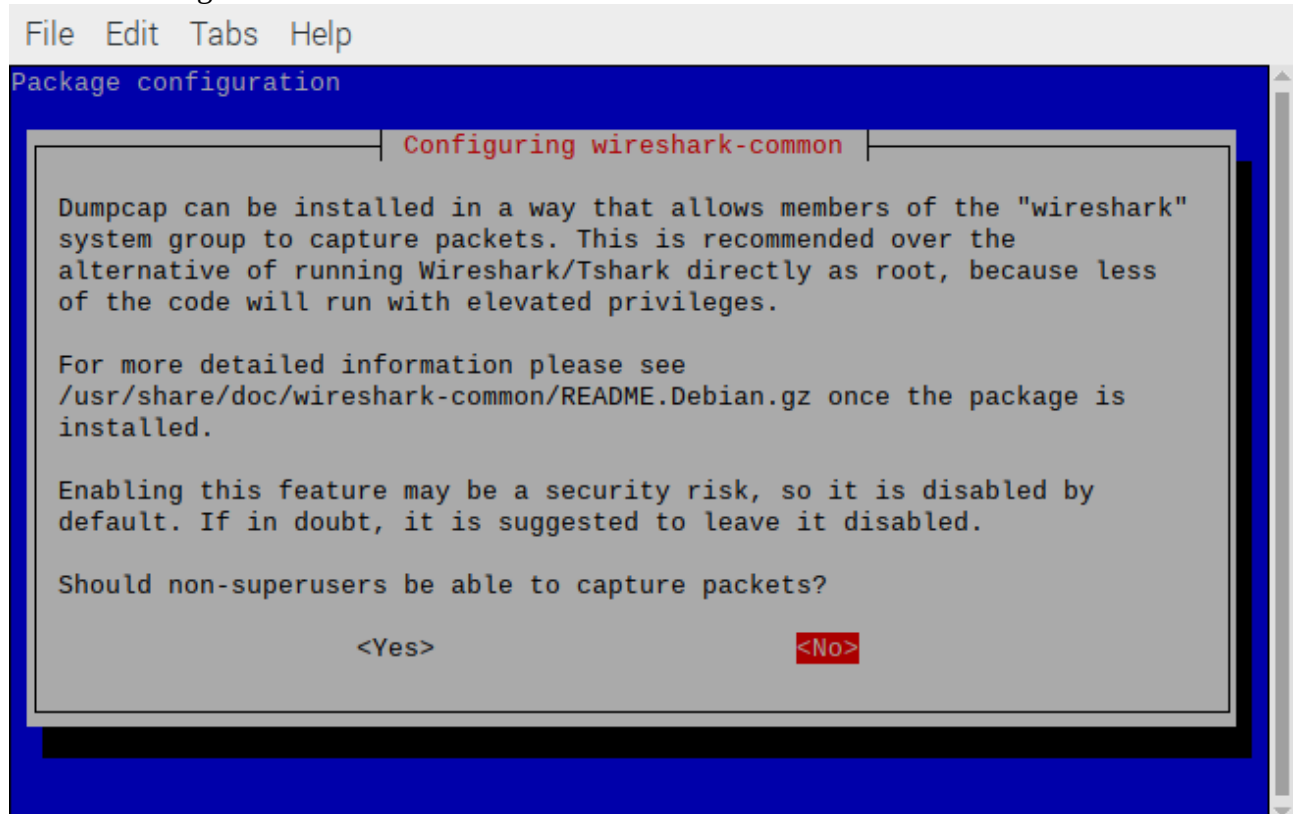 File Edit Tabs Help
Package configuration
Configuring wireshark-common
Dumpcap can be installed in a way that allows members of the "wireshark"
system group to capture packets. This is recommended over the
alternative of running Wireshark/Tshark directly as root, because less
of the code will run with elevated privileges.
For more detailed information please see
/usr/share/doc/wireshark-common/README.Debian.gz once the package is
installed.
Enabling this feature may be a security risk, so it is disabled by
default. If in doubt, it is suggested to leave it disabled.
Should non-superusers be able to capture packets?
<Yes> <No>